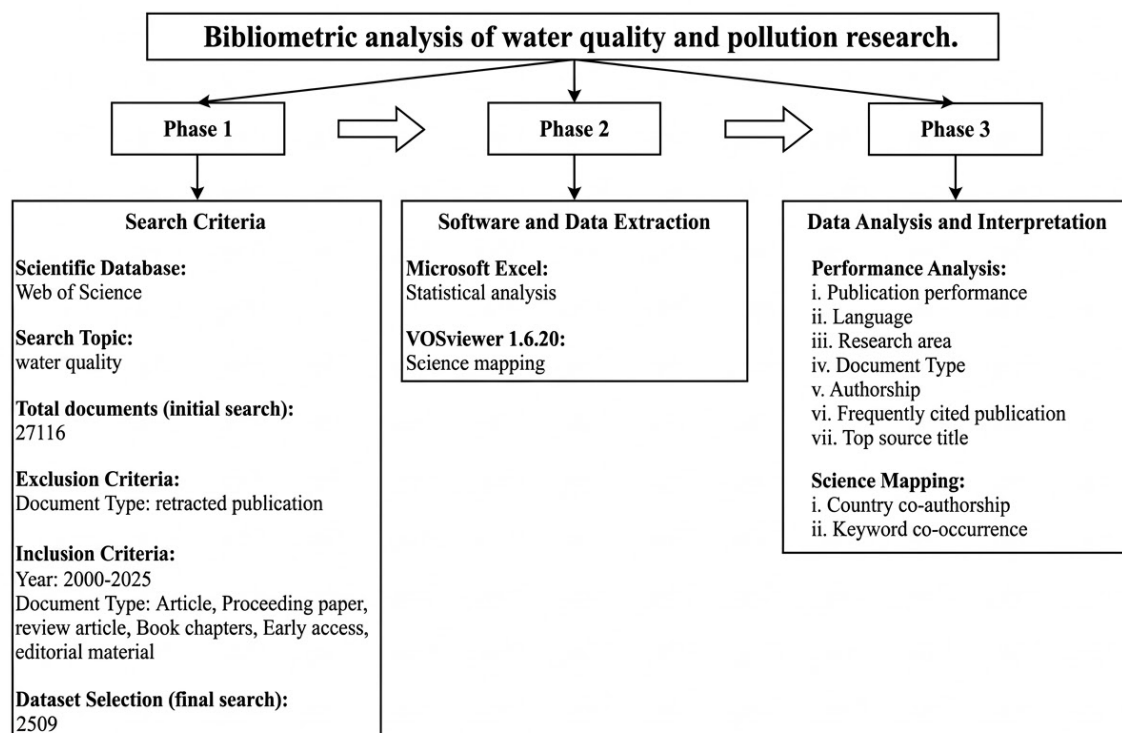 Bibliometric analysis of water quality and pollution research.
Phase 1
Phase 2
Phase 3
Search Criteria
Scientific Database:
Web of Science
Search Topic:
water quality
Total documents (initial search):
27116
Exclusion Criteria:
Document Type: retracted publication
Inclusion Criteria:
Year: 2000-2025
Document Type: Article, Proceeding paper,
review article, Book chapters, Early access,
editorial material
Dataset Selection (final search):
2509
Software and Data Extraction
Microsoft Excel:
Statistical analysis
VOSviewer 1.6.20:
Science mapping
Data Analysis and Interpretation
Performance Analysis:
i. Publication performance
ii. Language
iii. Research area
iv. Document Type
v. Authorship
vi. Frequently cited publication
vii. Top source title
Science Mapping:
i. Country co-authorship
ii. Keyword co-occurrence